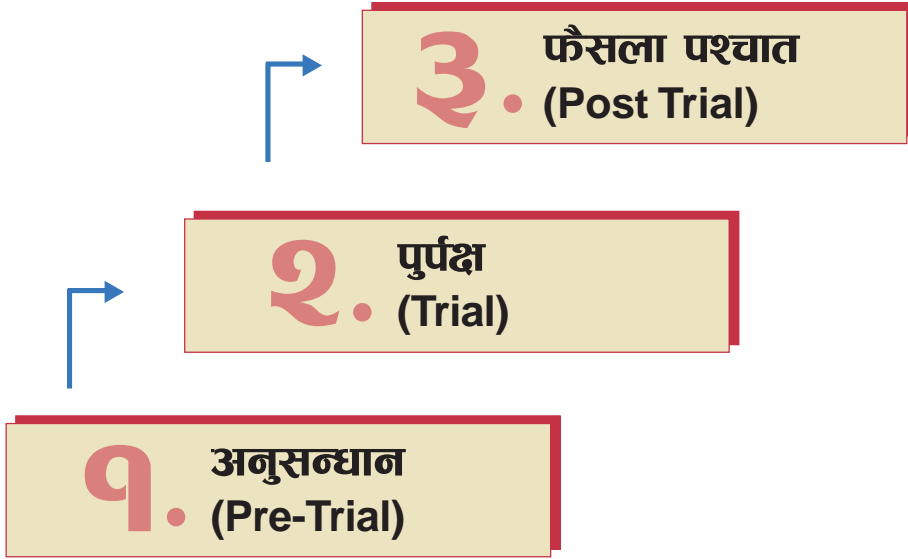 ३. फैसला पश्चात
(Post Trial)
२. पुर्पक्ष
(Trial)
१. अनुसन्धान
(Pre-Trial)